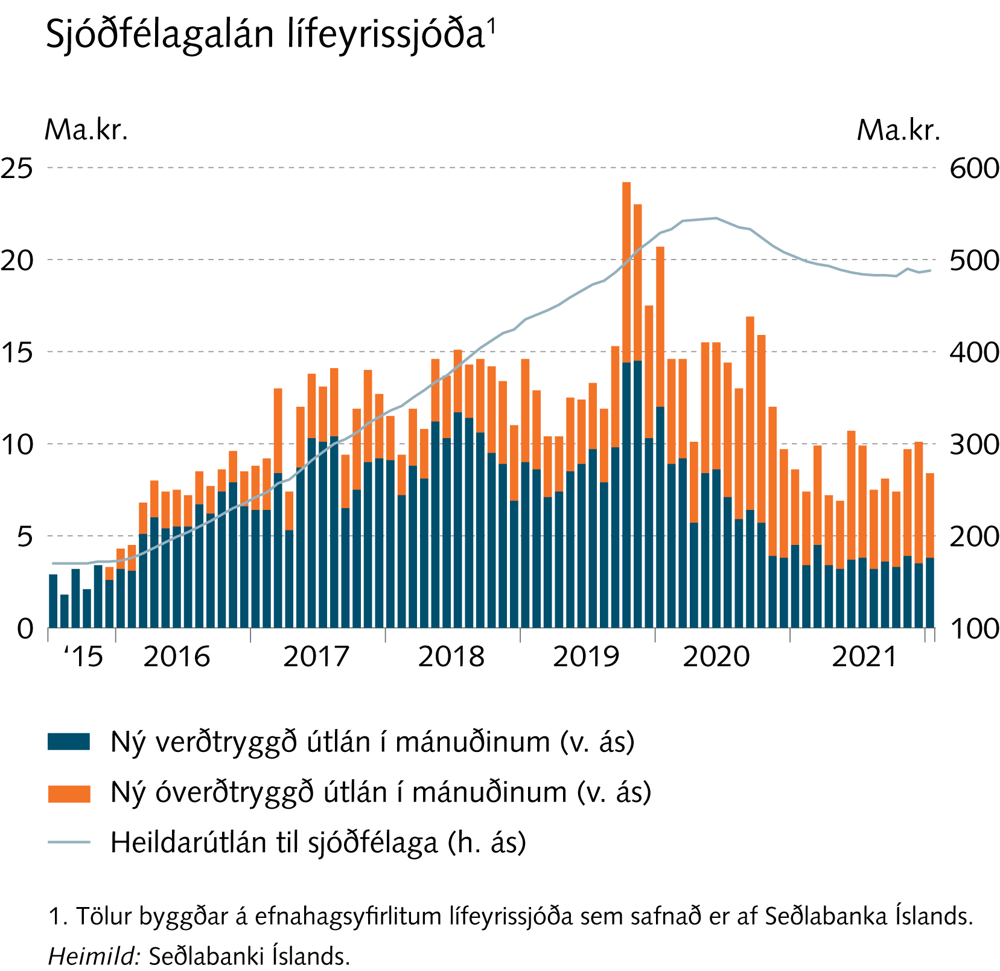 Sjóðfélagalán lífeyrissjóða¹
Ma.kr. Ma.kr.
25 600
20 500
15 400
10 300
5 200
0 100
‘15 2016 2017 2018 2019 2020 2021
Ný verðtryggð útlán í mánuðinum (v. ás)
Ný óverðtryggð útlán í mánuðinum (v. ás)
Heildarútlán til sjóðfélaga (h. ás)
1. Tölur byggðar á efnahagsyfirlitum lífeyrissjóða sem safnað er af Seðlabanka Íslands.
Heimild: Seðlabanki Íslands.